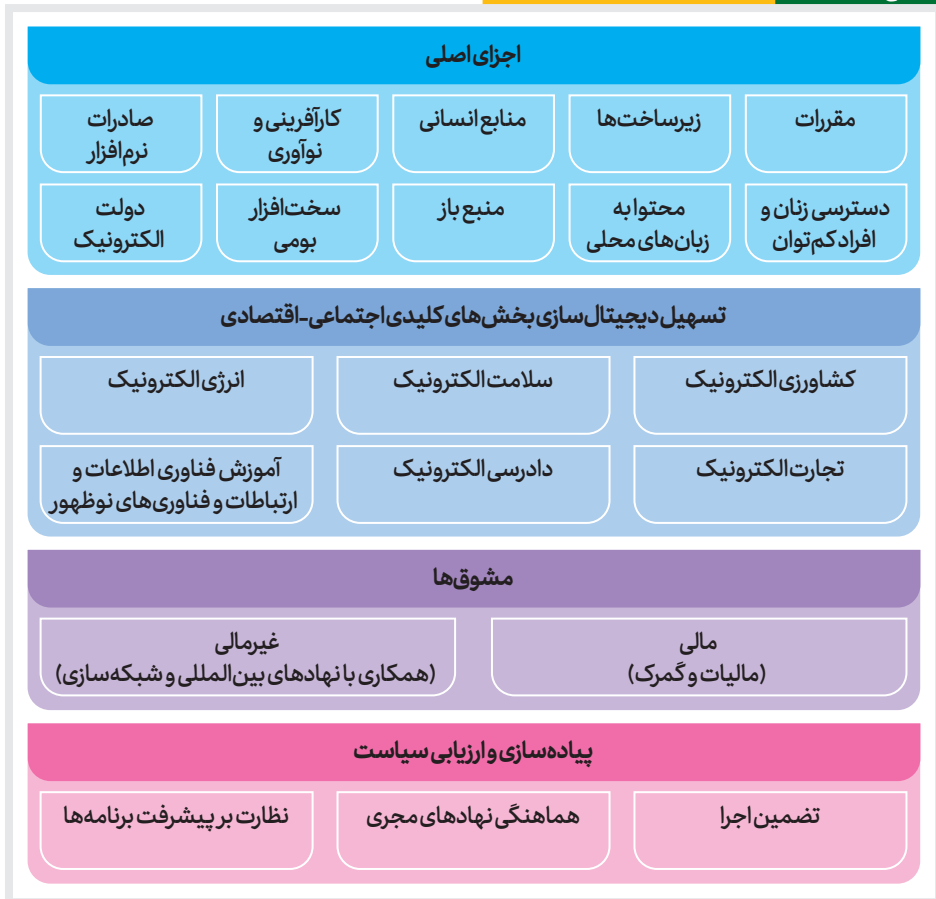 اجزای اصلی
مقررات
زیرساخت‌ها
منابع انسانی
کارآفرینی و
نوآوری
صادرات
نرم‌افزار
دسترسی زنان و
افراد کم‌توان
محتوا به
زبان‌های محلی
منبع باز
سخت‌افزار
بومی
دولت
الکترونیک
تسهیل دیجیتال‌سازی بخش‌های کلیدی اجتماعی-اقتصادی
کشاورزی الکترونیک
سلامت الکترونیک
انرژی الکترونیک
تجارت الکترونیک
دادرسی الکترونیک
آموزش فناوری اطلاعات و
ارتباطات و فناوری‌های نوظهور
مشوق‌ها
مالی
(مالیات و گمرک)
غیرمالی
(همکاری با نهادهای بین‌المللی و شبکه‌سازی)
پیاده‌سازی و ارزیابی سیاست
تضمین اجرا
هماهنگی نهادهای مجری
نظارت بر پیشرفت برنامه‌ها